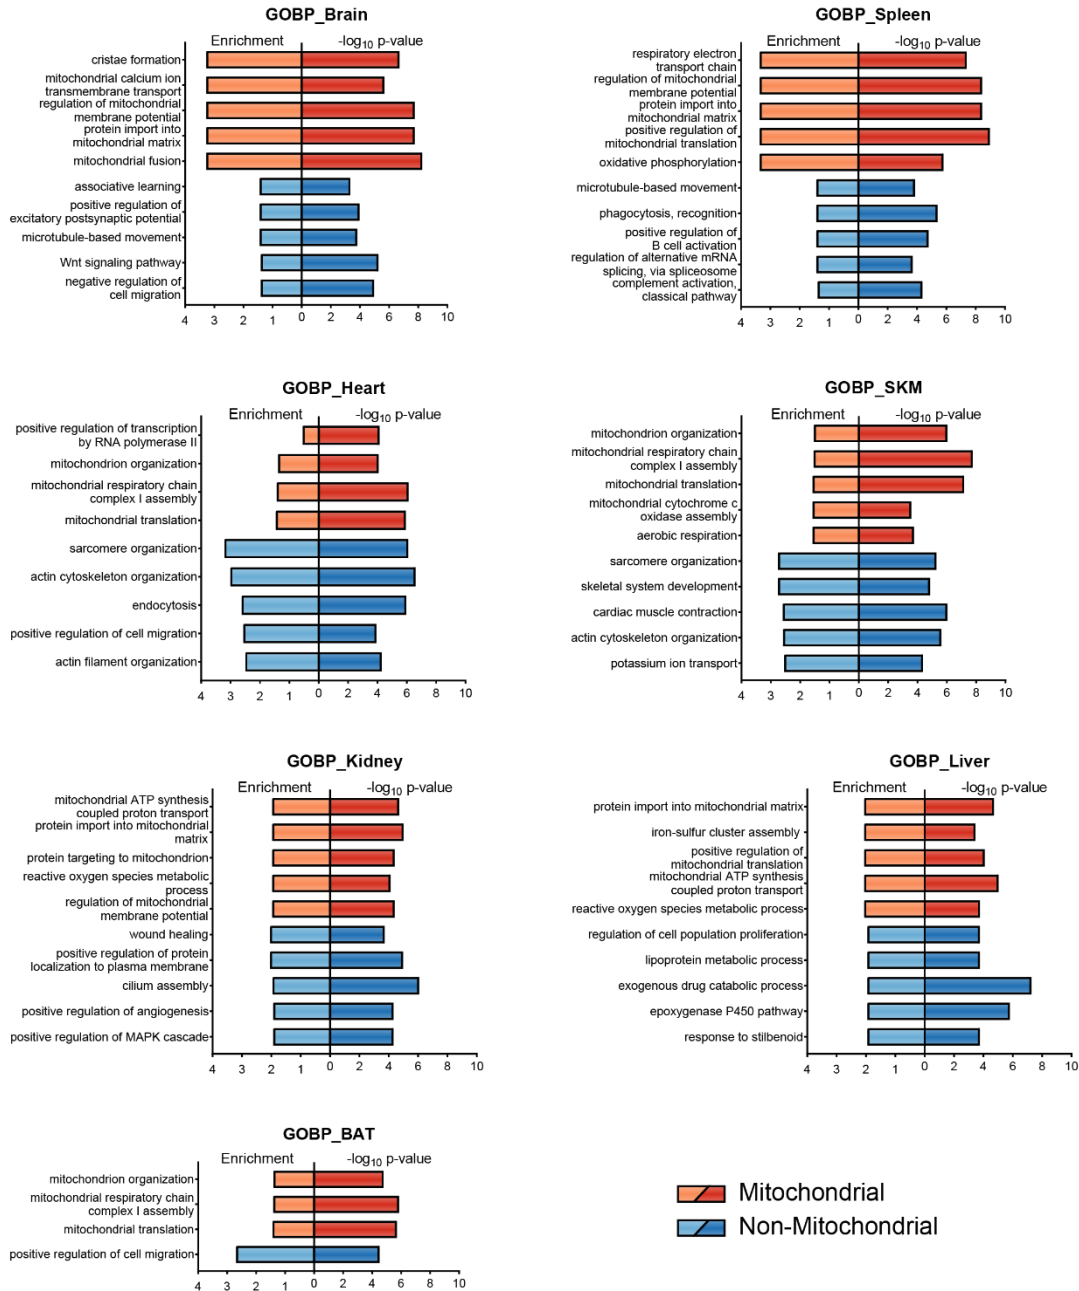 GOBP_Brain
Enrichment -log10 p-value
cristae formation
mitochondrial calcium ion
transmembrane transport
regulation of mitochondrial
membrane potential
protein import into
mitochondrial matrix
mitochondrial fusion
associative learning
positive regulation of
excitatory postsynaptic potential
microtubule-based movement
Wnt signaling pathway
negative regulation of
cell migration
4 3 2 1 0 2 4 6 8 10
GOBP_Spleen
Enrichment -log10 p-value
respiratory electron
transport chain
regulation of mitochondrial
membrane potential
protein import into
mitochondrial matrix
positive regulation of
mitochondrial translation
oxidative phosphorylation
microtubule-based movement
phagocytosis, recognition
positive regulation of
B cell activation
regulation of alternative mRNA
splicing, via spliceosome
complement activation,
classical pathway
4 3 2 1 0 2 4 6 8 10
GOBP_Heart
Enrichment -log10 p-value
positive regulation of transcription
by RNA polymerase II
mitochondrion organization
mitochondrial respiratory chain
complex I assembly
mitochondrial translation
sarcomere organization
actin cytoskeleton organization
endocytosis
positive regulation of cell migration
actin filament organization
4 3 2 1 0 2 4 6 8 10
GOBP_SKM
Enrichment -log10 p-value
mitochondrion organization
mitochondrial respiratory chain
complex I assembly
mitochondrial translation
mitochondrial cytochrome c
oxidase assembly
aerobic respiration
sarcomere organization
skeletal system development
cardiac muscle contraction
actin cytoskeleton organization
potassium ion transport
4 3 2 1 0 2 4 6 8 10
GOBP_Kidney
Enrichment -log10 p-value
mitochondrial ATP synthesis
coupled proton transport
protein import into mitochondrial
matrix
protein targeting to mitochondrion
reactive oxygen species metabolic
process
regulation of mitochondrial
membrane potential
wound healing
positive regulation of protein
localization to plasma membrane
cilium assembly
positive regulation of angiogenesis
positive regulation of MAPK cascade
4 3 2 1 0 2 4 6 8 10
GOBP_Liver
Enrichment -log10 p-value
protein import into mitochondrial matrix
iron-sulfur cluster assembly
positive regulation of
mitochondrial translation
mitochondrial ATP synthesis
coupled proton transport
reactive oxygen species metabolic process
regulation of cell population proliferation
lipoprotein metabolic process
exogenous drug catabolic process
epoxygenase P450 pathway
response to stilbenoid
4 3 2 1 0 2 4 6 8 10
GOBP_BAT
Enrichment -log10 p-value
mitochondrion organization
mitochondrial respiratory chain
complex I assembly
mitochondrial translation
positive regulation of cell migration
4 3 2 1 0 2 4 6 8 10
Mitochondrial
Non-Mitochondrial